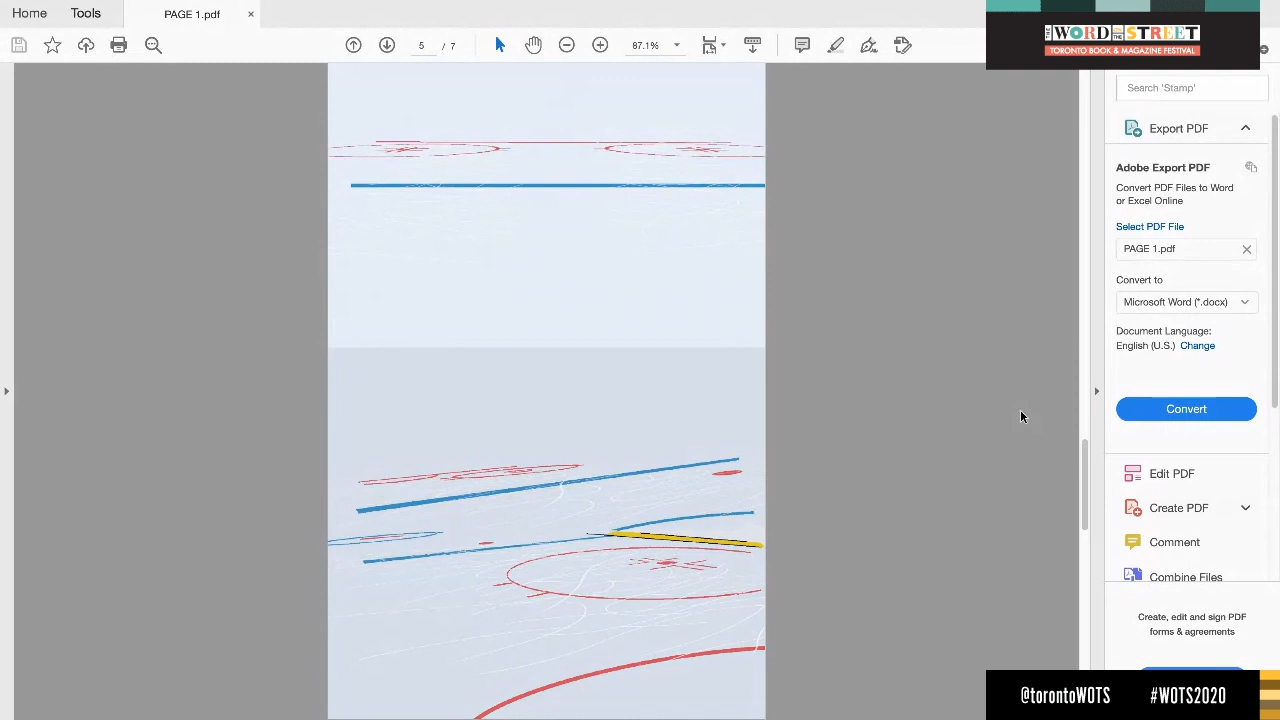 Home
Tools
PAGE 1.pdf
5 / 7
87.1%
THE WORD ON THE STREET
TORONTO BOOK & MAGAZINE FESTIVAL
Search 'Stamp'
Export PDF
Adobe Export PDF
Convert PDF Files to Word
or Excel Online
Select PDF File
PAGE 1.pdf
Convert to
Microsoft Word (*.docx)
Document Language:
English (U.S.) Change
Convert
Edit PDF
Create PDF
Comment
Combine Files
Create, edit and sign PDF
forms & agreements
@torontoWOTS
#WOTS2020